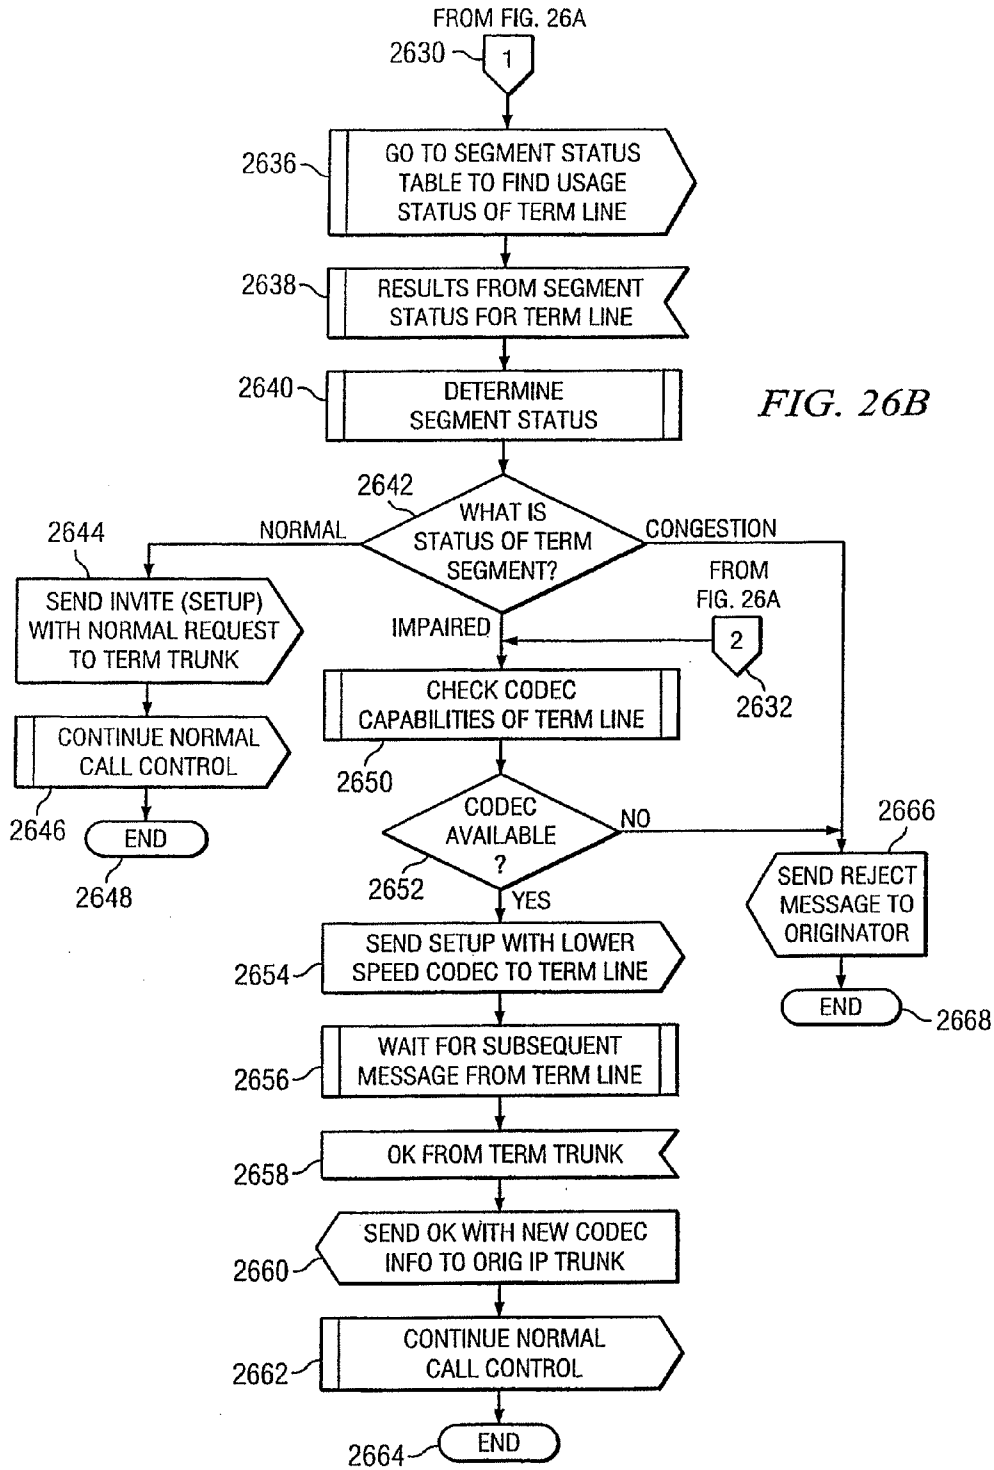 FROM FIG. 26A
2630
1
2636
GO TO SEGMENT STATUS
TABLE TO FIND USAGE
STATUS OF TERM LINE
2638
RESULTS FROM SEGMENT
STATUS FOR TERM LINE
2640
DETERMINE
SEGMENT STATUS
FIG. 26B
2642
WHAT IS
STATUS OF TERM
SEGMENT?
NORMAL
CONGESTION
IMPAIRED
2644
SEND INVITE (SETUP)
WITH NORMAL REQUEST
TO TERM TRUNK
2646
CONTINUE NORMAL
CALL CONTROL
END
2648
FROM
FIG. 26A
2
2632
CHECK CODEC
CAPABILITIES OF TERM LINE
2650
CODEC
AVAILABLE
?
2652
NO
YES
2666
SEND REJECT
MESSAGE TO
ORIGINATOR
END
2668
2654
SEND SETUP WITH LOWER
SPEED CODEC TO TERM LINE
2656
WAIT FOR SUBSEQUENT
MESSAGE FROM TERM LINE
2658
OK FROM TERM TRUNK
2660
SEND OK WITH NEW CODEC
INFO TO ORIG IP TRUNK
2662
CONTINUE NORMAL
CALL CONTROL
2664
END